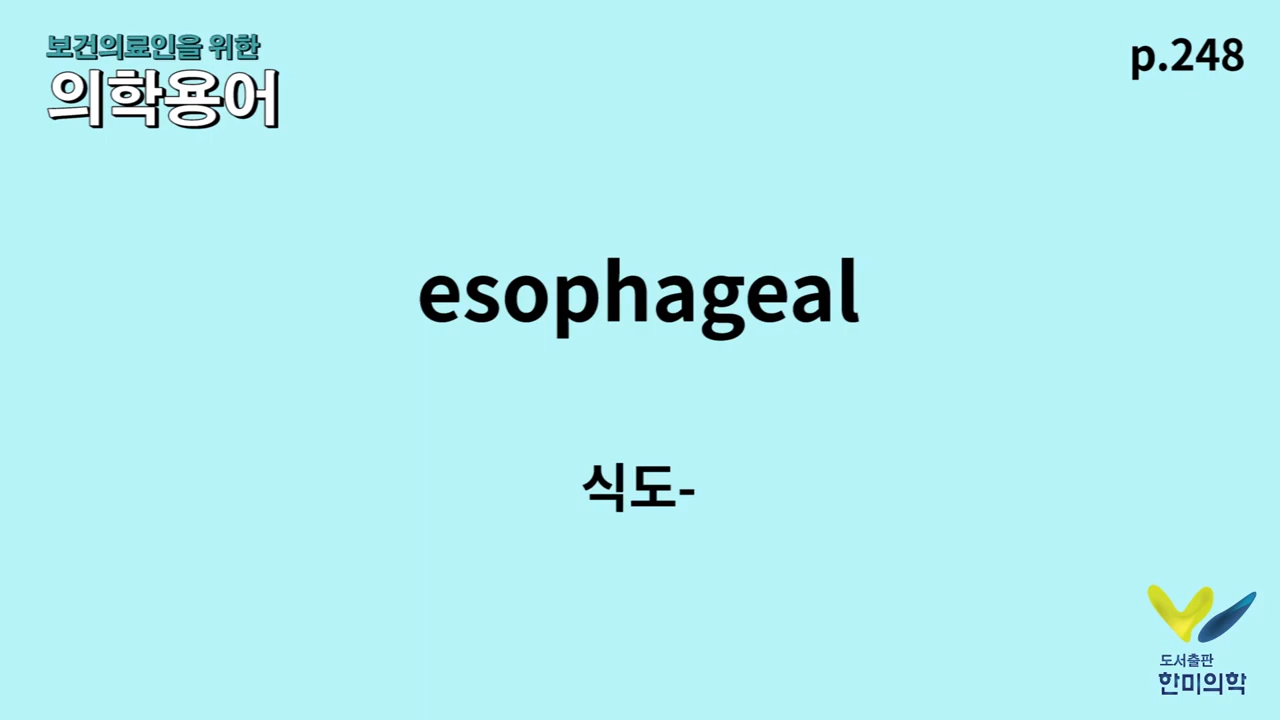 보건의료인을 위한
의학용어
p.248
esophageal
식도-
도서출판
한미의학